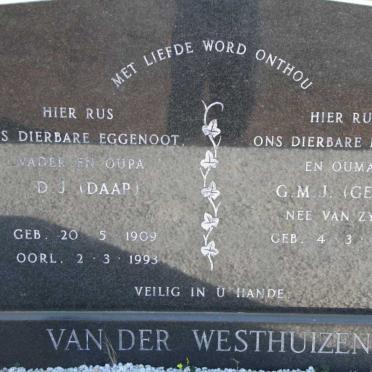 MET LIEFDE WORD ONTHOU
HIER RUS
S DIERBARE EGGENOOT
VADER EN OUPA
D.J. (DAAP)
GEB. 20 5 1909
OORL. 2-3-1993
HIER RU
ONS DIERBARE
EN OUMA
G.M.J. (GE
NEE VAN ZY
GEB. 4-3-
VEILIG IN U HANDE
VAN DER WESTHUIZEN